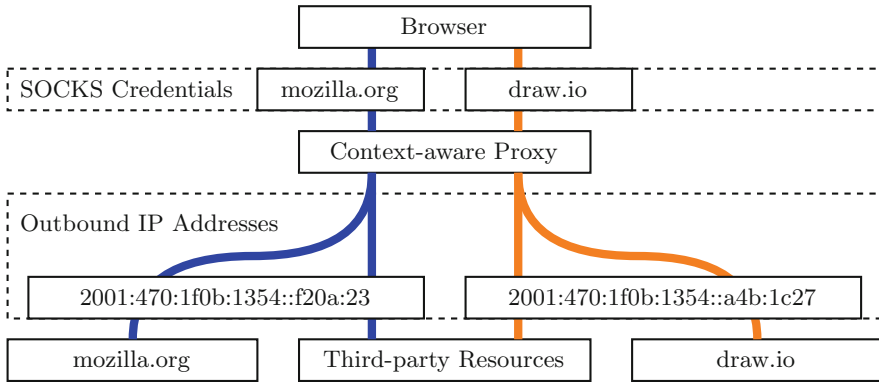 Browser
SOCKS Credentials
mozilla.org
draw.io
Context-aware Proxy
Outbound IP Addresses
2001:470:1f0b:1354::f20a:23
2001:470:1f0b:1354::a4b:1c27
mozilla.org
Third-party Resources
draw.io